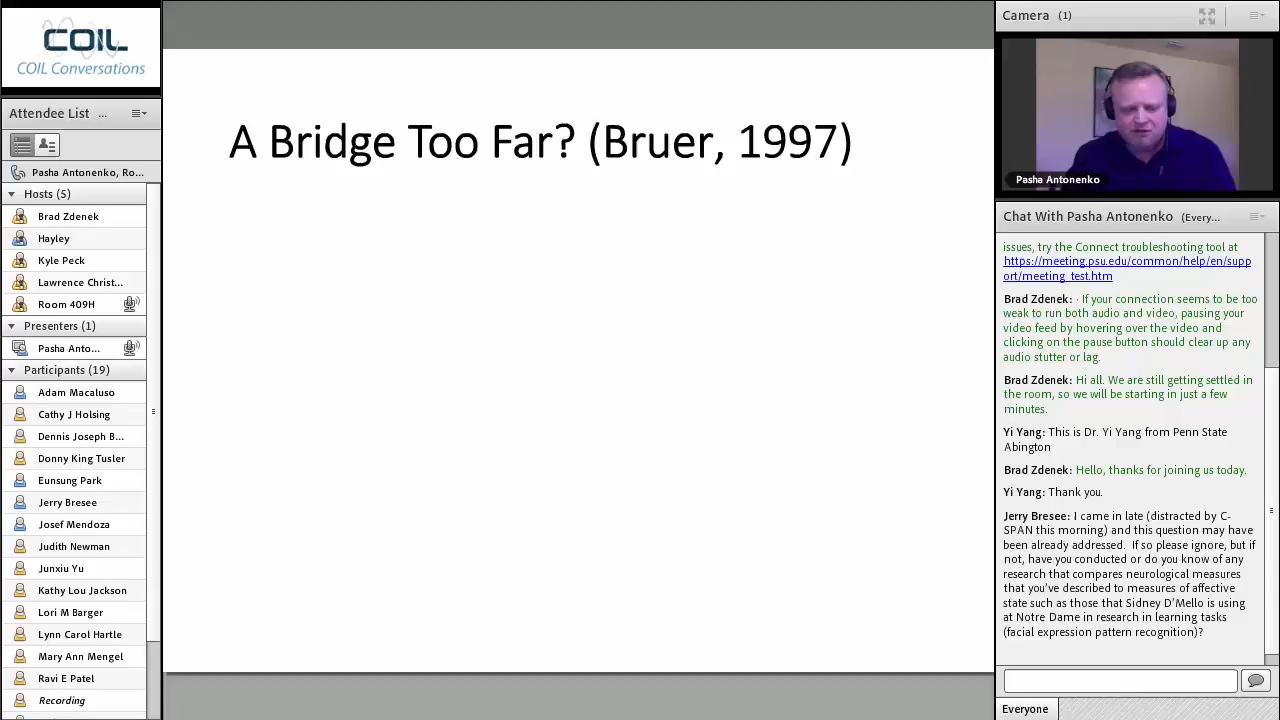 COIL
COIL Conversations
Attendee List ...
Pasha Antonenko, Ro...
Hosts (5)
Brad Zdenek
Hayley
Kyle Peck
Lawrence Christ...
Room 409H
Presenters (1)
Pasha Anto...
Participants (19)
Adam Macaluso
Cathy J Holsing
Dennis Joseph B...
Donny King Tusler
Eunsung Park
Jerry Bresee
Josef Mendoza
Judith Newman
Junxiu Yu
Kathy Lou Jackson
Lori M Barger
Lynn Carol Hartle
Mary Ann Mengel
Ravi E Patel
Recording
A Bridge Too Far? (Bruer, 1997)
Camera (1)
Pasha Antonenko
Chat With Pasha Antonenko (Every...
issues, try the Connect troubleshooting tool at
https://meeting.psu.edu/common/help/en/supp
ort/meeting_test.htm
Brad Zdenek: · If your connection seems to be too
weak to run both audio and video, pausing your
video feed by hovering over the video and
clicking on the pause button should clear up any
audio stutter or lag.
Brad Zdenek: Hi all. We are still getting settled in
the room, so we will be starting in just a few
minutes.
Yi Yang: This is Dr. Yi Yang from Penn State
Abington
Brad Zdenek: Hello, thanks for joining us today.
Yi Yang: Thank you.
Jerry Bresee: I came in late (distracted by C-
SPAN this morning) and this question may have
been already addressed. If so please ignore, but if
not, have you conducted or do you know of any
research that compares neurological measures
that you've described to measures of affective
state such as those that Sidney D'Mello is using
at Notre Dame in research in learning tasks
(facial expression pattern recognition)?
Everyone